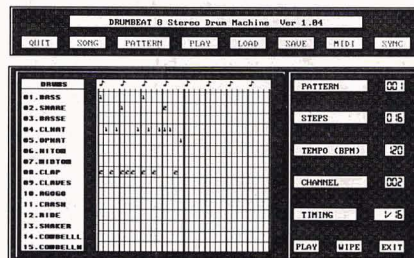 DRUMBEAT 8 Stereo Drum Machine Ver 1.04
QUIT SONG PATTERN PLAY LOAD SAVE MIDI SYNC
DRUMS
01.BASS
02.SNARE
03.BASSE
04.CLHAT
05.OPHAT
06.HITOM
07.MIDTOM
08.CLAP
09.CLAVES
10.AGOGO
11.CRASH
12.RIDE
13.SHAKER
14.COWBELLL
15.COWBELLH
PATTERN 001
STEPS 016
TEMPO (BPM) 120
CHANNEL 002
TIMING 1/16
PLAY WIPE EXIT